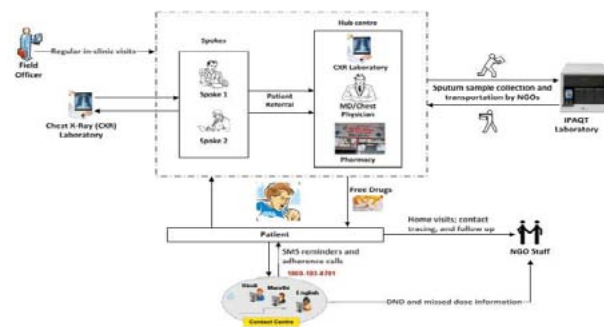 Hub centre
Spokes
Regular in-clinic visits
Field
Officer
Spoke 1
Spoke 2
Patient
Referral
CXR Laboratory
MD/Chest
Physician
Pharmacy
Chest X-Ray (CXR)
Laboratory
Sputum sample collection and
transportation by NGOs
IPAQT
Laboratory
Free Drugs
Patient
Home visits; contact
tracing, and follow up
NGO Staff
SMS reminders and
adherence calls
Hindi
Marathi
English
Contact Centre
DND and missed dose information